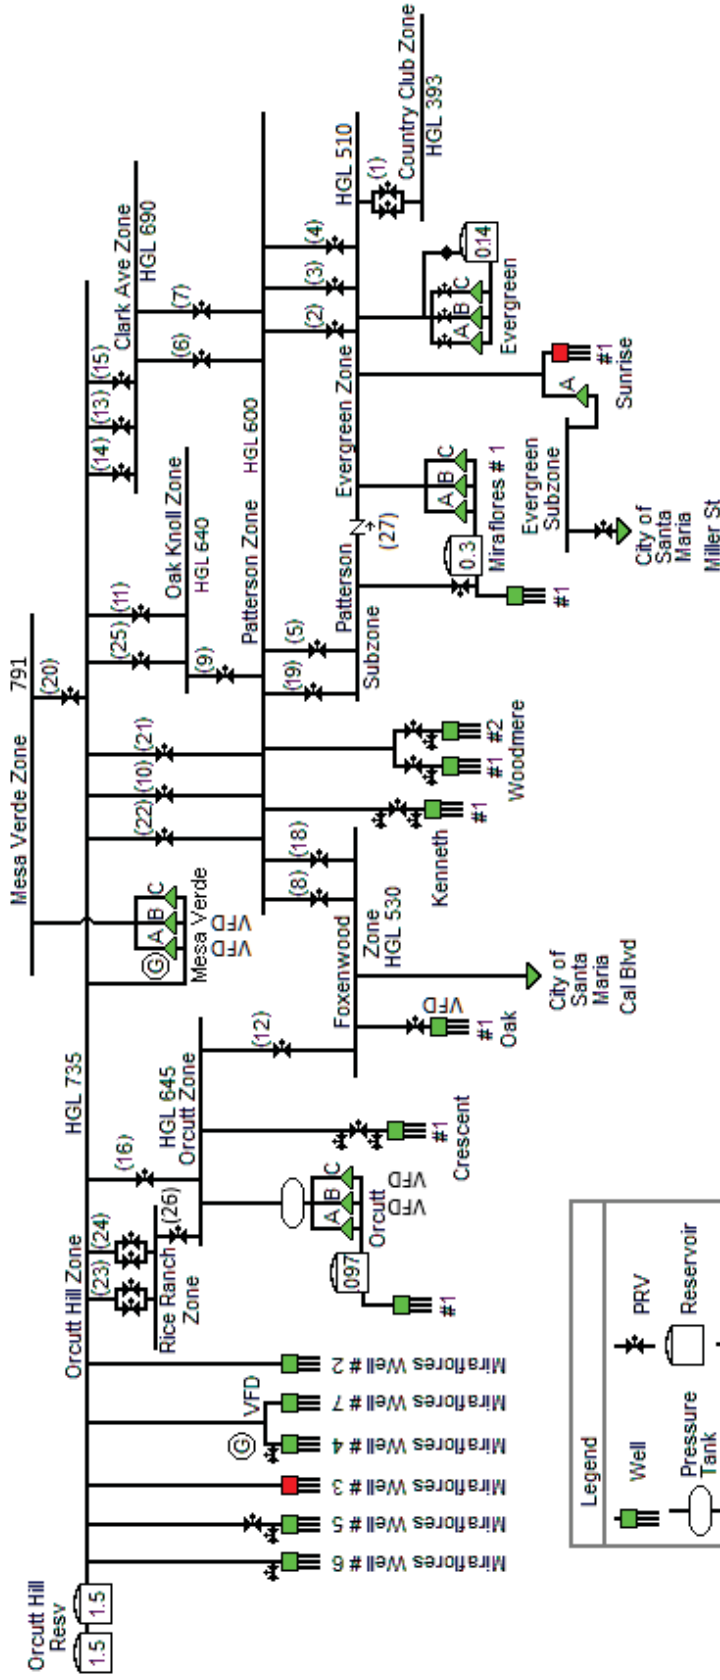 Orcutt Hill
Resv
1.5
1.5
Orcutt Hill Zone
HGL 735
Mesa Verde Zone
791
(20)
(23)
(24)
(16)
Rice Ranch
Zone
(26)
HGL 645
Orcutt Zone
G
A
B
C
VFD
VFD
Mesa Verde
(22)
(10)
(21)
(25)
(11)
Oak Knoll Zone
HGL 640
(9)
(14)
(13)
(15)
Clark Ave Zone
HGL 690
(6)
(7)
Patterson Zone
HGL 600
(12)
(8)
(18)
Foxenwood
Zone
HGL 530
(19)
(5)
Patterson
Subzone
(27)
Evergreen Zone
(2)
(3)
(4)
HGL 510
(1)
Country Club Zone
HGL 393
Miraflores Well # 6
Miraflores Well # 5
Miraflores Well # 3
G
VFD
Miraflores Well # 4
Miraflores Well # 7
Miraflores Well # 2
.097
A
B
C
VFD
VFD
Orcutt
#1
#1
Crescent
VFD
#1
Oak
City of
Santa
Maria
Cal Blvd
#1
Kenneth
#1
#2
Woodmere
0.3
A
B
C
Miraflores # 1
#1
Evergreen
Subzone
City of
Santa
Maria
Miller St
A
#1
Sunrise
A
B
C
0.14
Evergreen
Legend
Well
PRV
Pressure
Tank
Reservoir